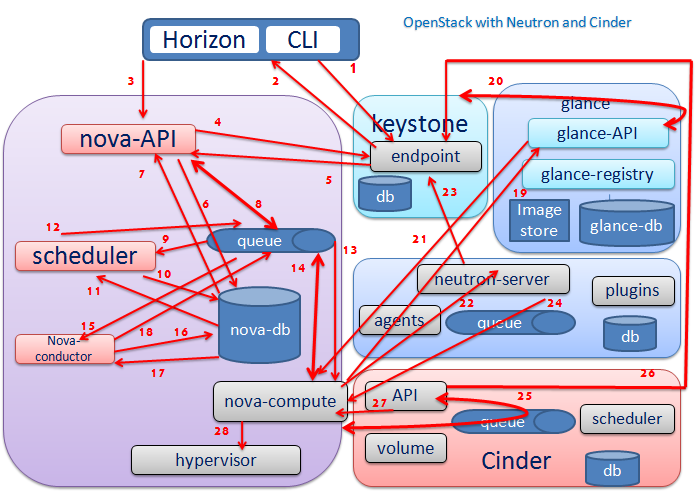 OpenStack with Neutron and Cinder
Horizon
CLI
1
2
3
20
glance
keystone
4
nova-API
glance-API
endpoint
5
7
6
8
db
23
glance-registry
19
Image
store
glance-db
12
9
queue
13
21
scheduler
10
14
11
neutron-server
22
24
plugins
agents
queue
db
15
18
16
nova-db
Nova-
conductor
17
26
nova-compute
27
API
25
queue
scheduler
28
hypervisor
volume
Cinder
db